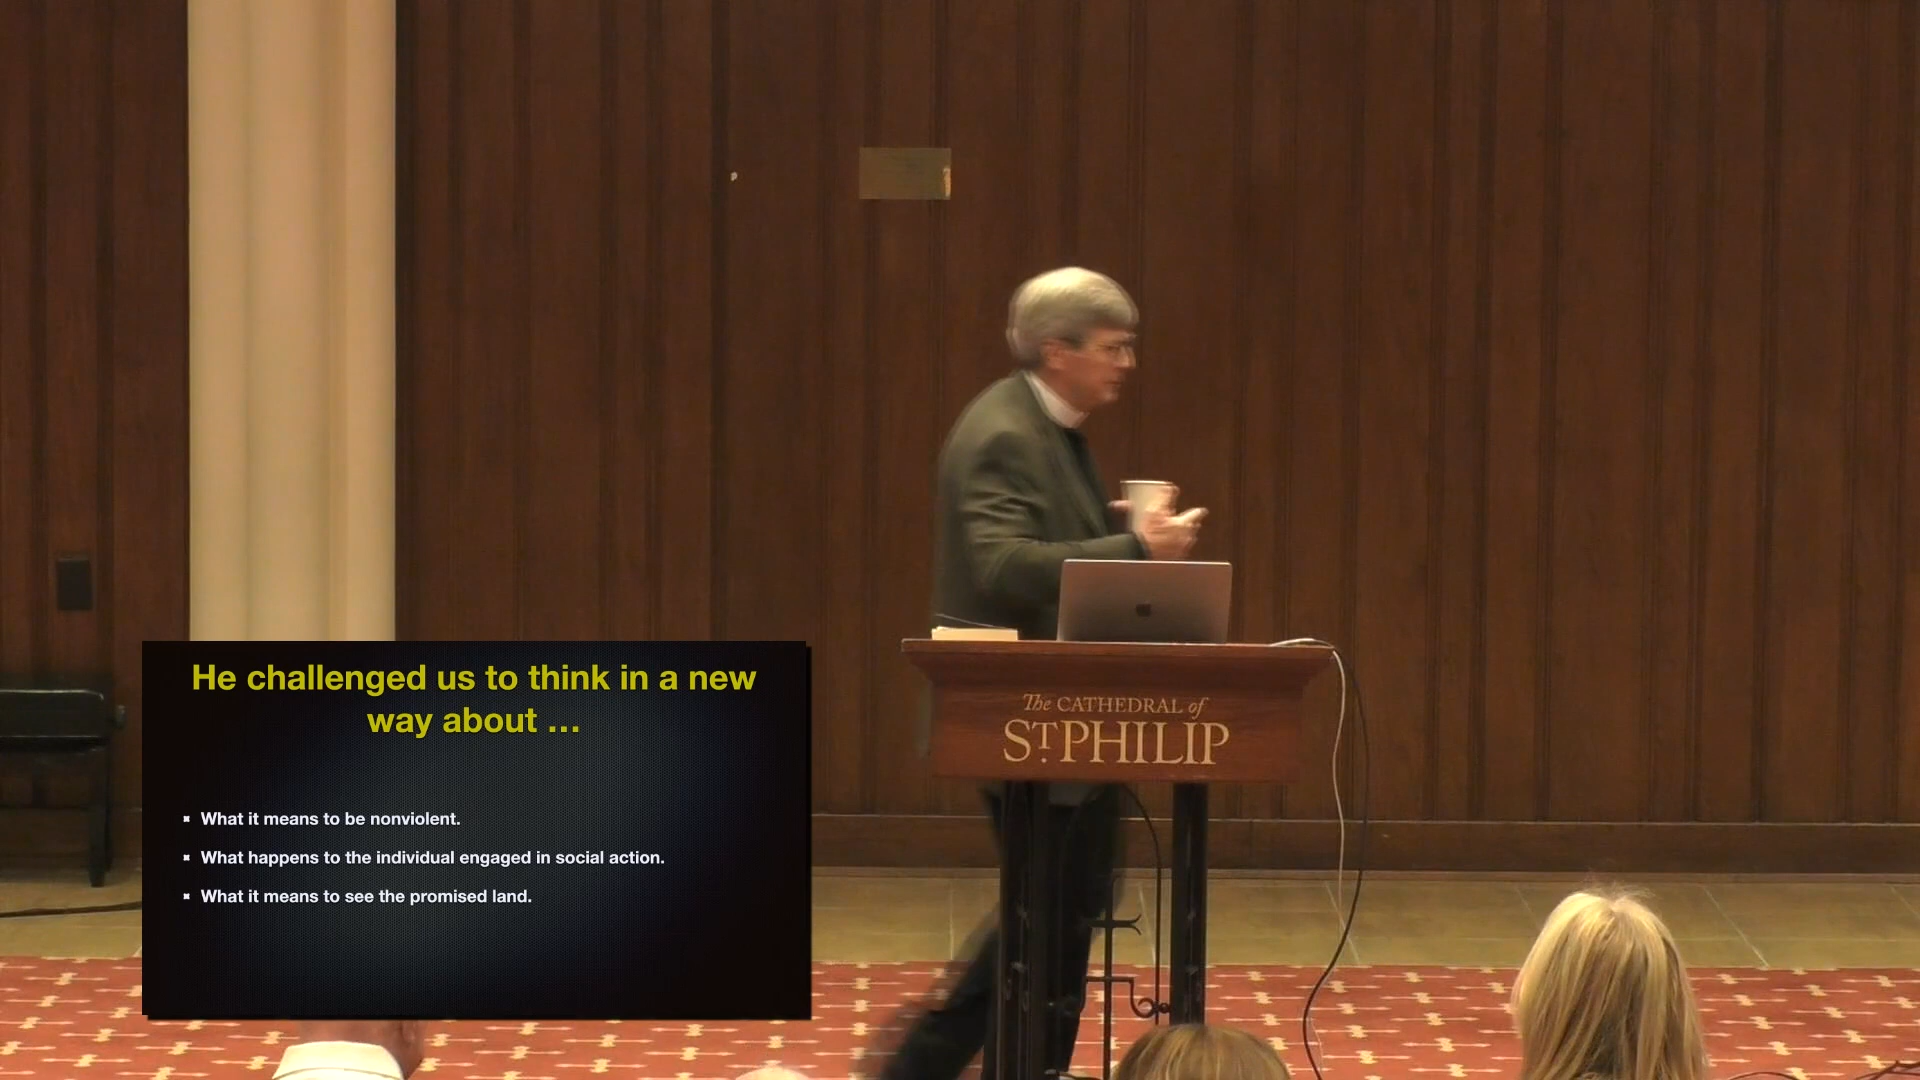 He challenged us to think in a new
way about …
What it means to be nonviolent.
What happens to the individual engaged in social action.
What it means to see the promised land.
The CATHEDRAL of
ST. PHILIP